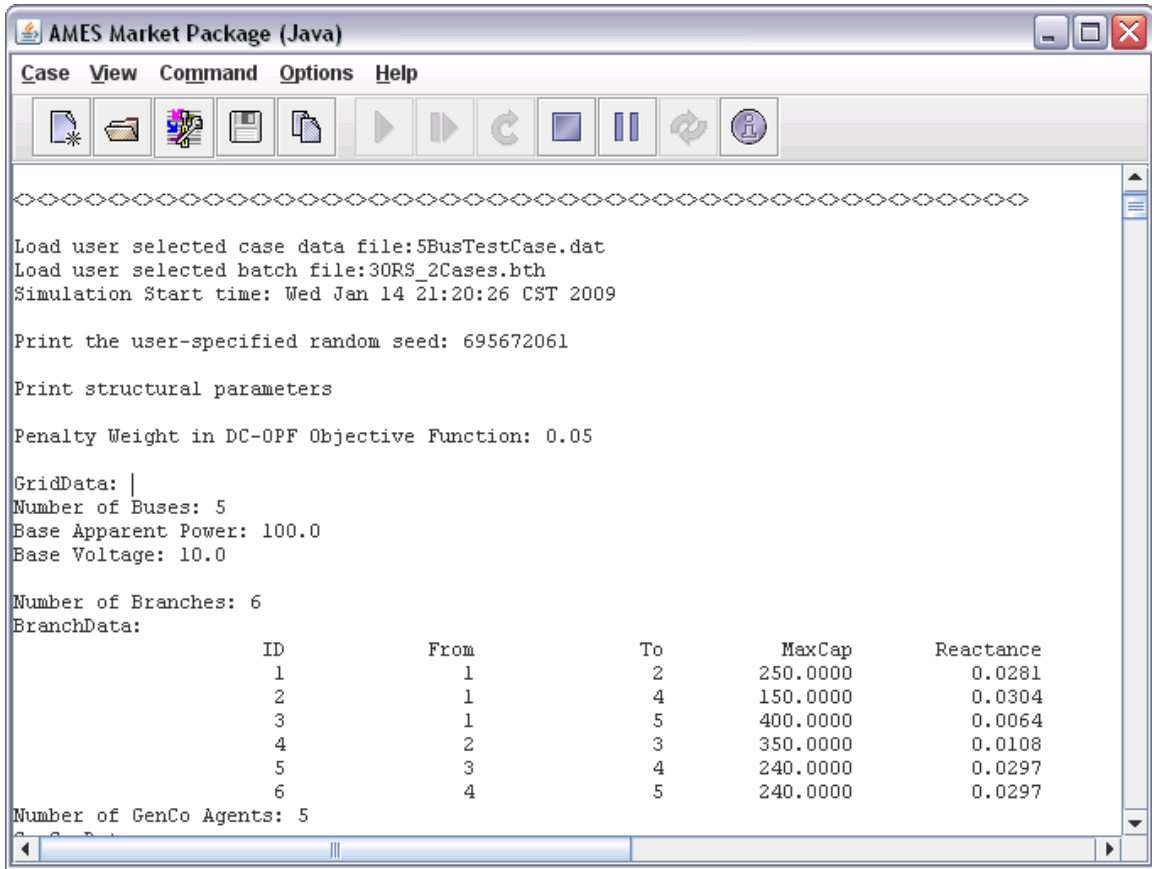 AMES Market Package (Java)
Case View Command Options Help
Load user selected case data file:5BusTestCase.dat
Load user selected batch file:30RS_2Cases.bth
Simulation Start time: Wed Jan 14 21:20:26 CST 2009
Print the user-specified random seed: 695672061
Print structural parameters
Penalty Weight in DC-OPF Objective Function: 0.05
GridData:
Number of Buses: 5
Base Apparent Power: 100.0
Base Voltage: 10.0
Number of Branches: 6
BranchData:
ID From To MaxCap Reactance
1 1 2 250.0000 0.0281
2 1 4 150.0000 0.0304
3 1 5 400.0000 0.0064
4 2 3 350.0000 0.0108
5 3 4 240.0000 0.0297
6 4 5 240.0000 0.0297
Number of GenCo Agents: 5